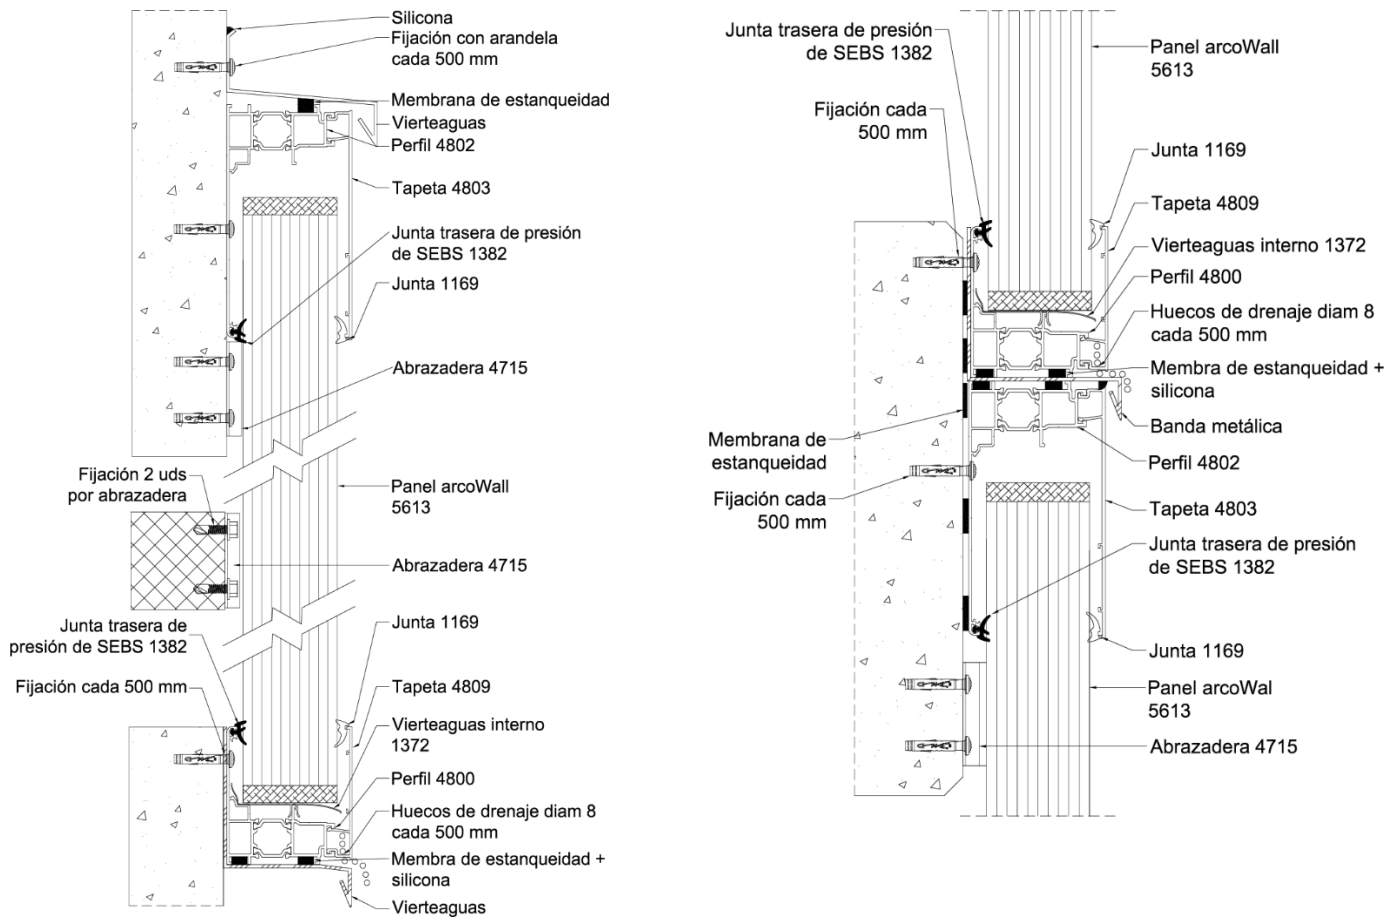 Silicona
Fijación con arandela
cada 500 mm
Membrana de estanqueidad
Vierteaguas
Perfil 4802
Tapeta 4803
Junta trasera de presión
de SEBS 1382
Junta 1169
Abrazadera 4715
Fijación 2 uds
por abrazadera
Panel arcoWall
5613
Abrazadera 4715
Junta trasera de
presión de SEBS 1382
Junta 1169
Fijación cada 500 mm
Tapeta 4809
Vierteaguas interno
1372
Perfil 4800
Huecos de drenaje diam 8
cada 500 mm
Membra de estanqueidad +
silicona
Vierteaguas
Junta trasera de presión
de SEBS 1382
Panel arcoWall
5613
Fijación cada
500 mm
Junta 1169
Tapeta 4809
Vierteaguas interno 1372
Perfil 4800
Huecos de drenaje diam 8
cada 500 mm
Membra de estanqueidad +
silicona
Banda metálica
Membrana de
estanqueidad
Perfil 4802
Fijación cada
500 mm
Tapeta 4803
Junta trasera de presión
de SEBS 1382
Junta 1169
Panel arcoWal
5613
Abrazadera 4715